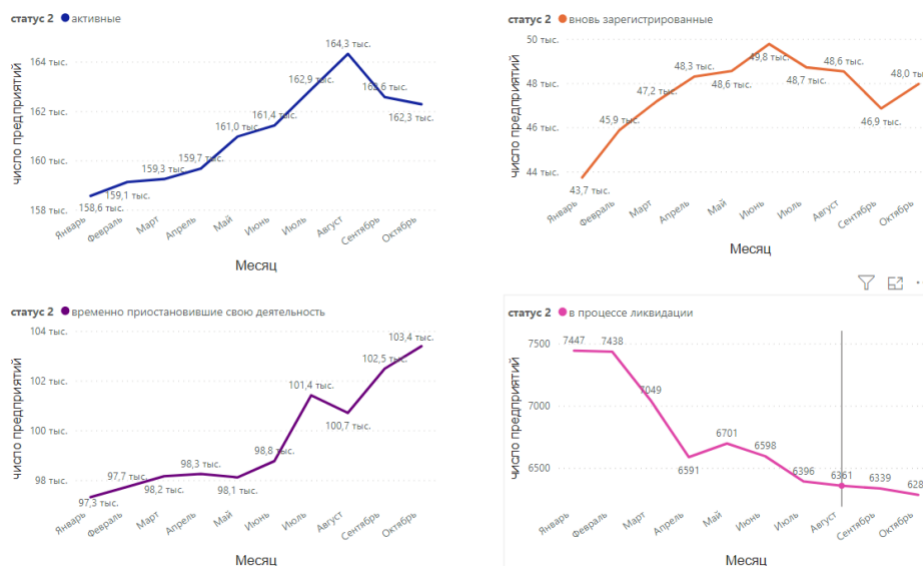 статус 2 активные
число предприятий
164 тыс.
162 тыс.
160 тыс.
158 тыс.
158,6 тыс.
159,1 тыс.
159,3 тыс.
159,7 тыс.
161,0 тыс.
161,4 тыс.
162,9 тыс.
164,3 тыс.
162,3 тыс.
Январь
Февраль
Март
Апрель
Май
Июнь
Июль
Август
Сентябрь
Октябрь
Месяц
статус 2 вновь зарегистрированные
число предприятий
50 тыс.
48 тыс.
46 тыс.
44 тыс.
43,7 тыс.
45,9 тыс.
47,2 тыс.
48,3 тыс.
48,6 тыс.
49,8 тыс.
48,7 тыс.
48,6 тыс.
46,9 тыс.
48,0 ты
Январь
Февраль
Март
Апрель
Май
Июнь
Июль
Август
Сентябрь
Октябрь
Месяц
статус 2 временно приостановившие свою деятельность
число предприятий
104 тыс.
102 тыс.
100 тыс.
98 тыс.
97,3 тыс.
97,7 тыс.
98,2 тыс.
98,3 тыс.
98,1 тыс.
98,8 тыс.
101,4 тыс.
100,7 тыс.
102,5 тыс.
103,4 тыс.
Январь
Февраль
Март
Апрель
Май
Июнь
Июль
Август
Сентябрь
Октябрь
Месяц
статус 2 в процессе ликвидации
число предприятий
7500
7000
6500
7447
7438
7049
6591
6701
6598
6396
6361
6339
628
Январь
Февраль
Март
Апрель
Май
Июнь
Июль
Август
Сентябрь
Октябрь
Месяц